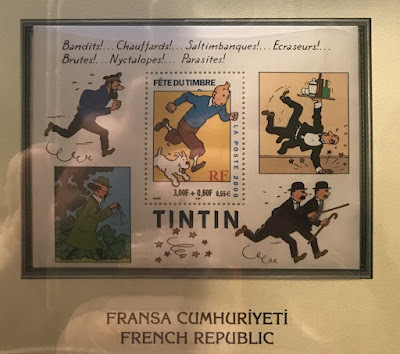 Bandits!... Chauffards!... Saltimbanques!... Ecraseurs!...
Brutes!... Nyctalopes!... Parasites!
FÊTE DU TIMBRE
LA POSTE 2000
RF
3,00F + 0,60F 0,55€
TINTIN
FRANSA CUMHURİYETİ
FRENCH REPUBLIC